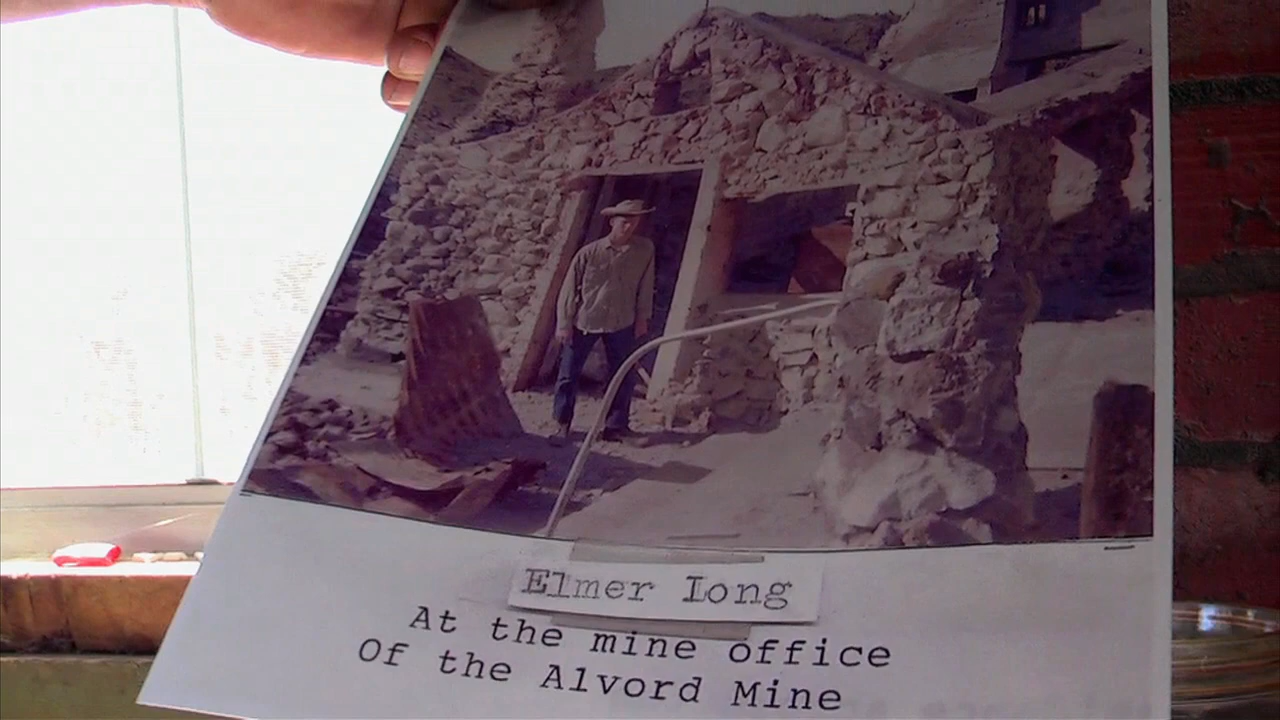 Elmer Long
At the mine office
Of the Alvord Mine